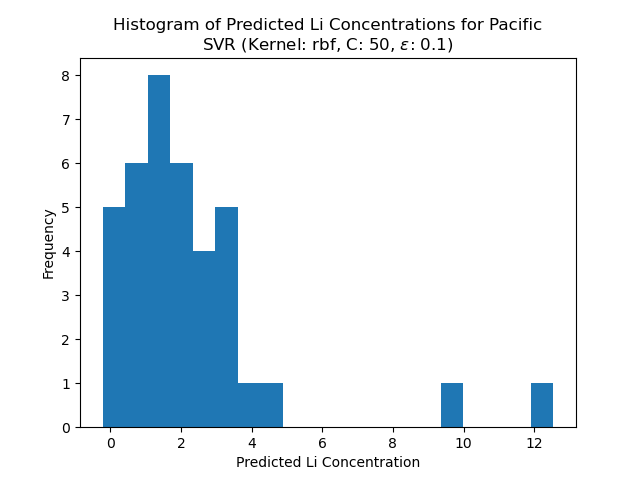 Histogram of Predicted Li Concentrations for Pacific
SVR (Kernel: rbf, C: 50, ε: 0.1)
8
7
6
5
4
3
2
1
0
Frequency
0 2 4 6 8 10 12
Predicted Li Concentration